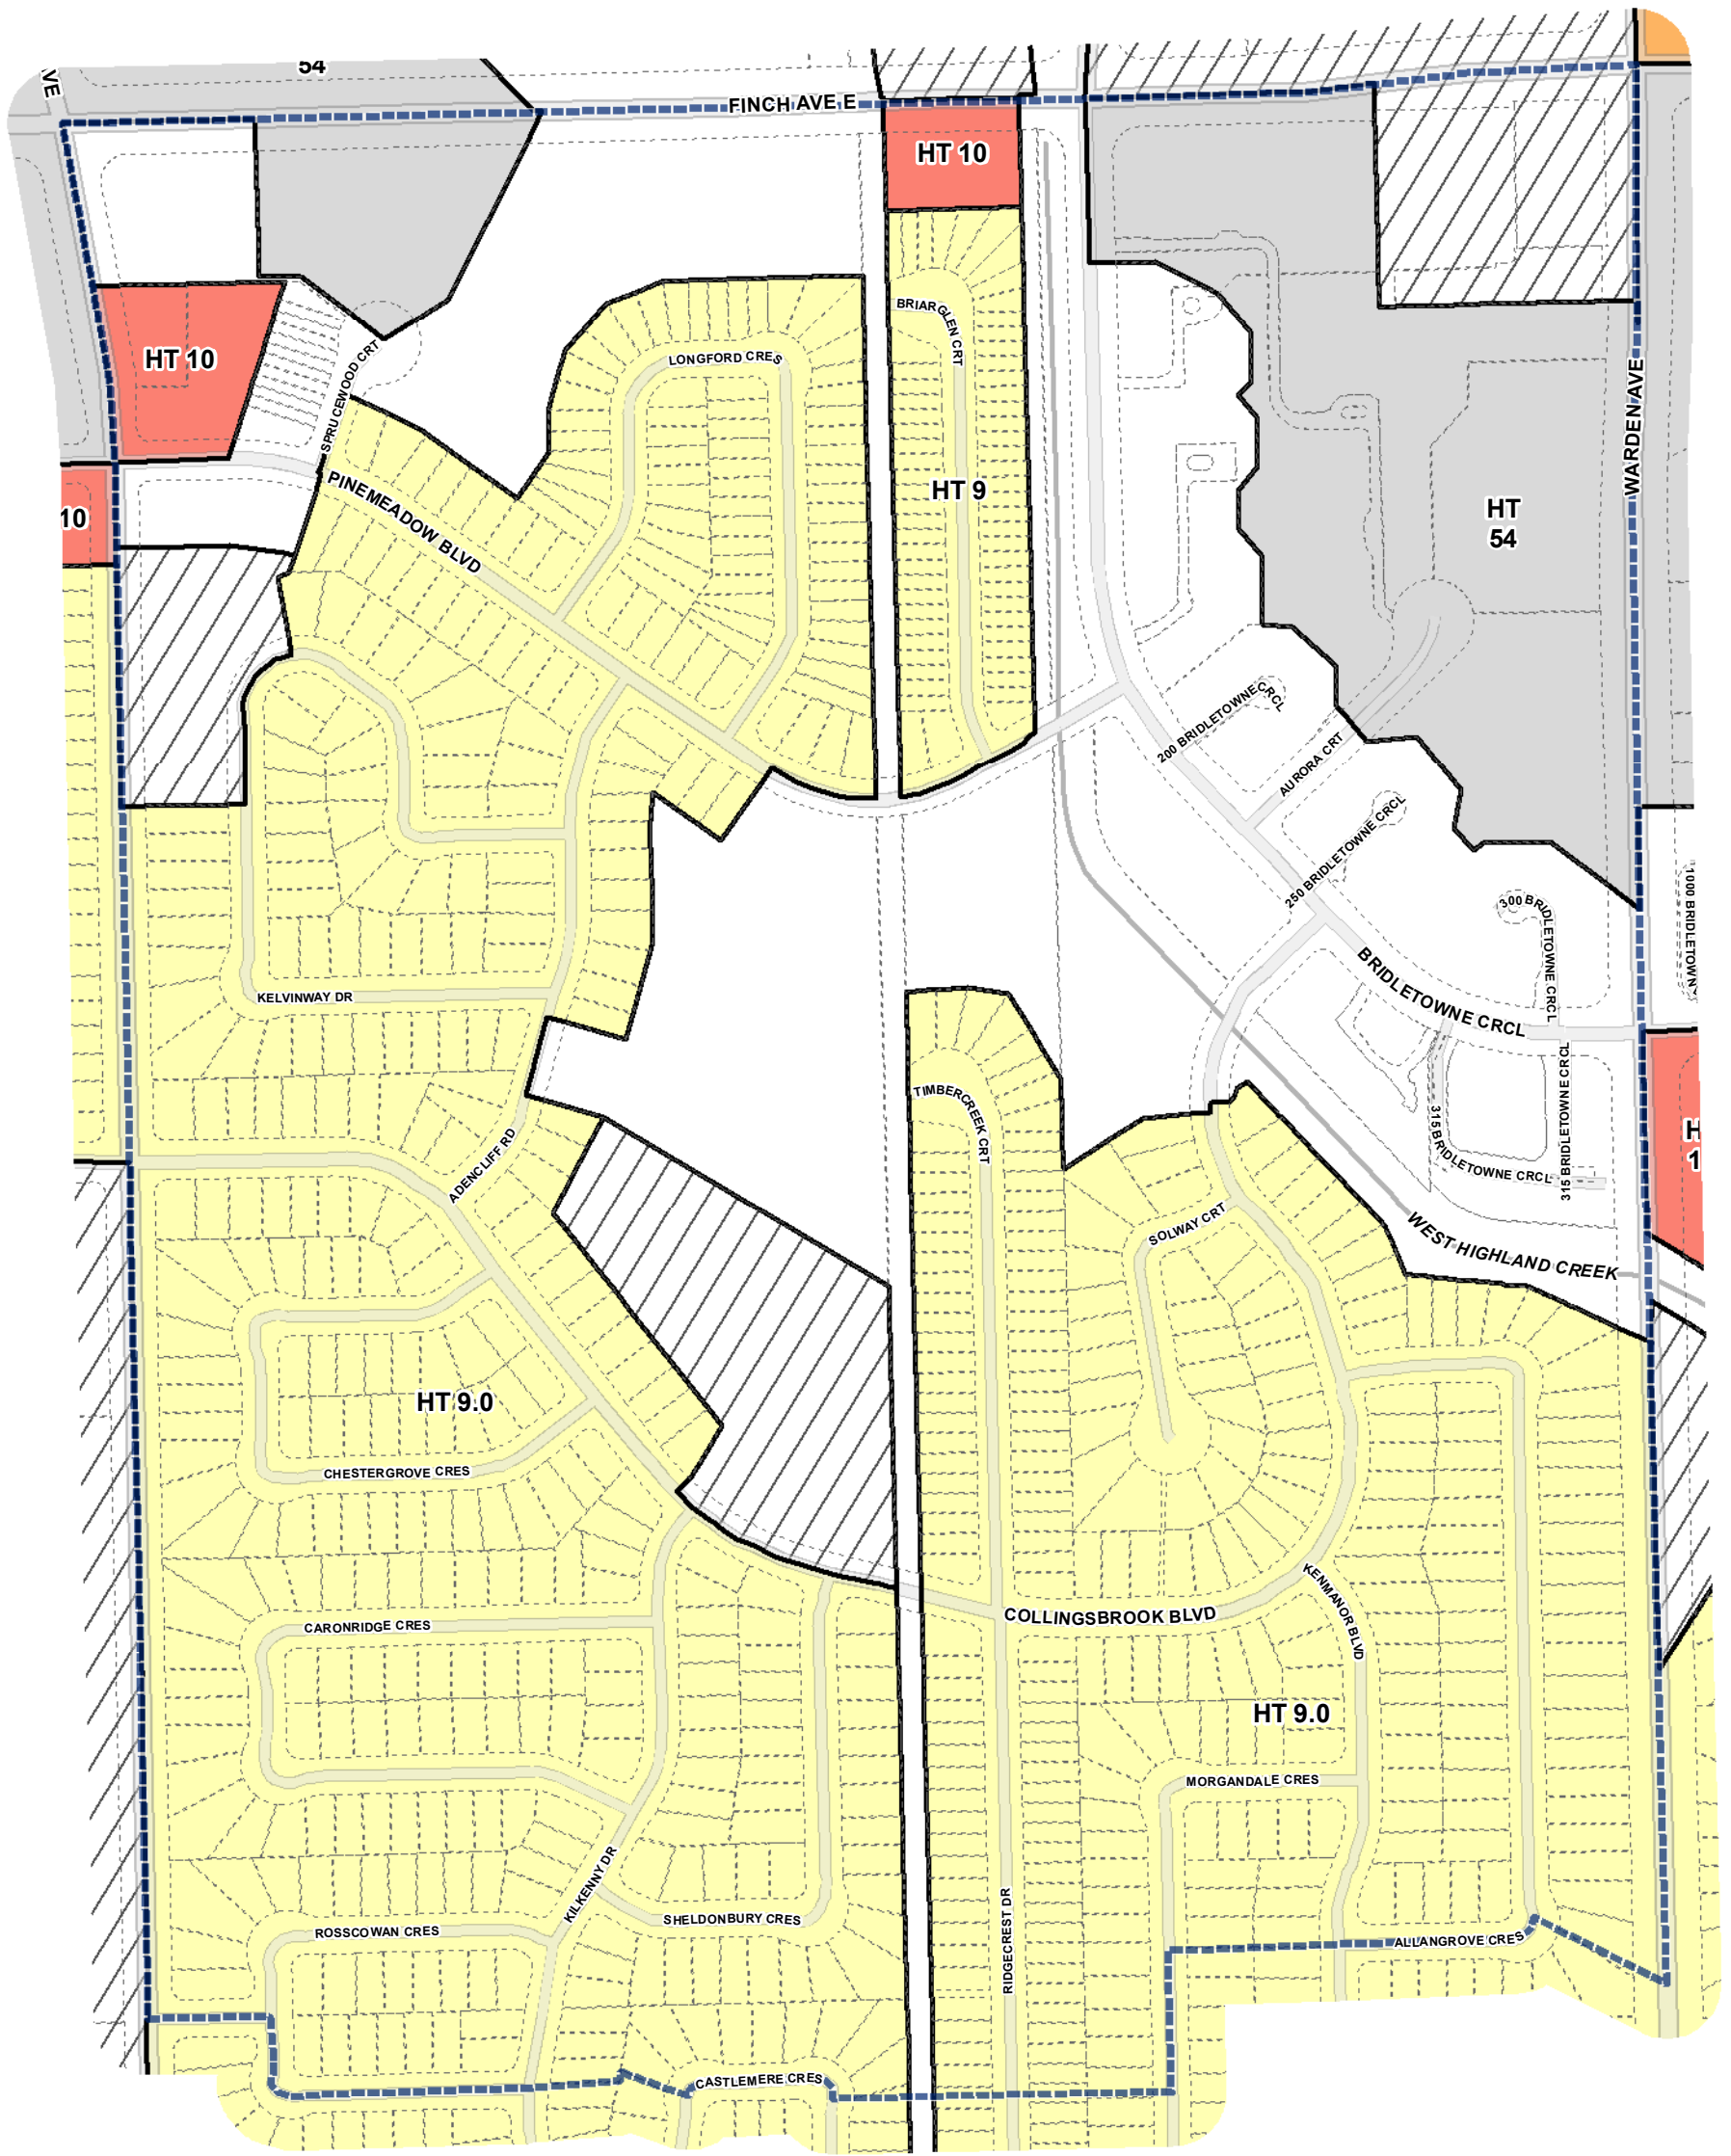 54
VE
FINCH AVE E
HT 10
HT 10
BRIARGLEN CRT
LONGFORD CRES
SPRUCEWOOD CRT
WARDEN AVE
PINEMEADOW BLVD
HT 9
10
HT
54
200 BRIDLETOWNE CRCL
AURORA CRT
250 BRIDLETOWNE CRCL
300 BRIDLETOWNE CRCL
1000 BRIDLETOWN
BRIDLETOWNE CRCL
KELVINWAY DR
TIMBERCREEK CRT
315 BRIDLETOWNE CRCL
315 BRIDLETOWNE CRCL
H
1
ADENCLIFF RD
SOLWAY CRT
WEST HIGHLAND CREEK
HT 9.0
CHESTERGROVE CRES
KENMANOR BLVD
COLLINGSBROOK BLVD
CARONRIDGE CRES
HT 9.0
MORGANDALE CRES
KILKENNY DR
SHELDONBURY CRES
ROSSCOWAN CRES
RIDGECREST DR
ALLANGROVE CRES
CASTLEMERE CRES